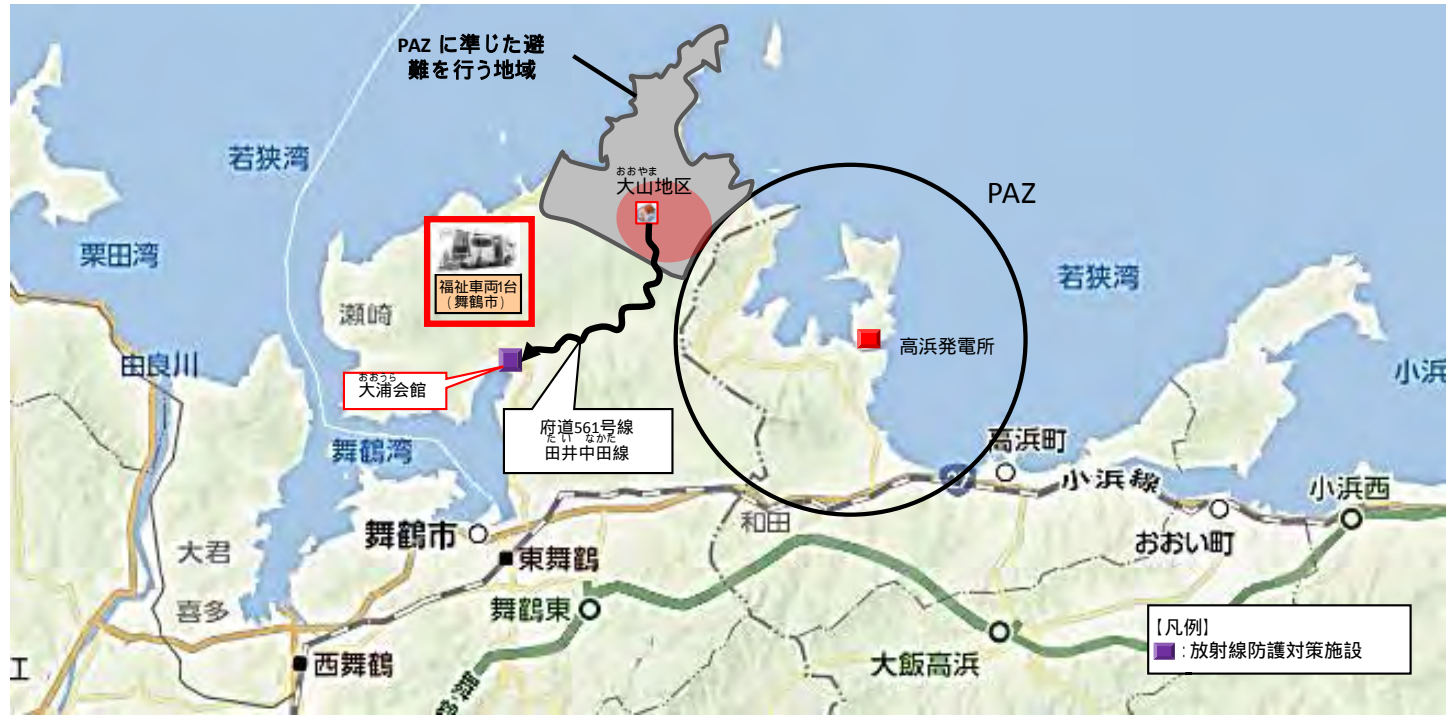 PAZ に準じた避
難を行う地域
若狭湾
おおやま
大山地区
PAZ
栗田湾
若狭湾
福祉車両1台
(舞鶴市)
瀬崎
高浜発電所
由良川
小浜
おおうら
大浦会館
府道561号線
たい なかた
田井中田線
舞鶴湾
高浜町
小浜線
小浜西
和田
舞鶴市
おおい町
大君
東舞鶴
喜多
舞鶴東
【凡例】
:放射線防護対策施設
江
西舞鶴
大飯高浜